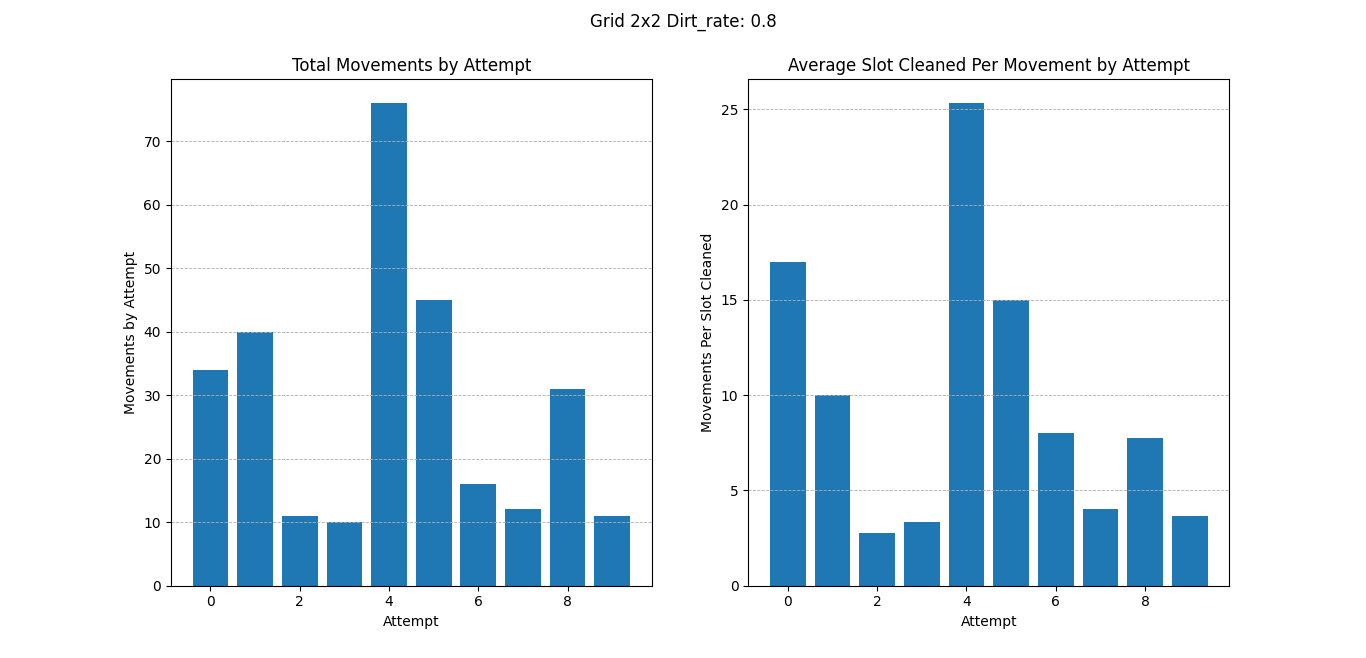 Grid 2x2 Dirt_rate: 0.8
Total Movements by Attempt
Movements by Attempt
70
60
50
40
30
20
10
0
0 2 4 6 8
Attempt
Average Slot Cleaned Per Movement by Attempt
Movements Per Slot Cleaned
25
20
15
10
5
0
0 2 4 6 8
Attempt